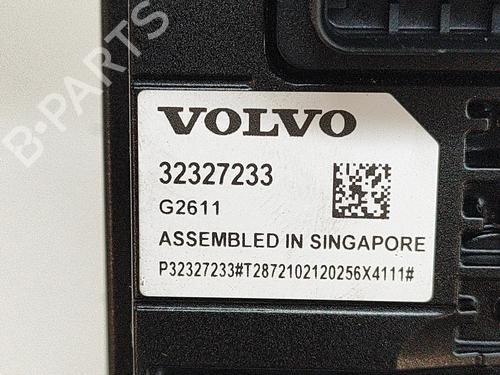 B-PARTS
VOLVO
32327233
G2611
ASSEMBLED IN SINGAPORE
P32327233#T2872102120256X4111#